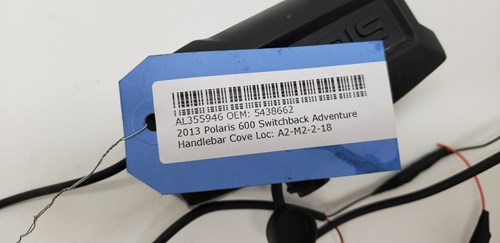 AL355946 OEM: 5438662
2013 Polaris 600 Switchback Adventure
Handlebar Cove Loc: A2-M2-2-18